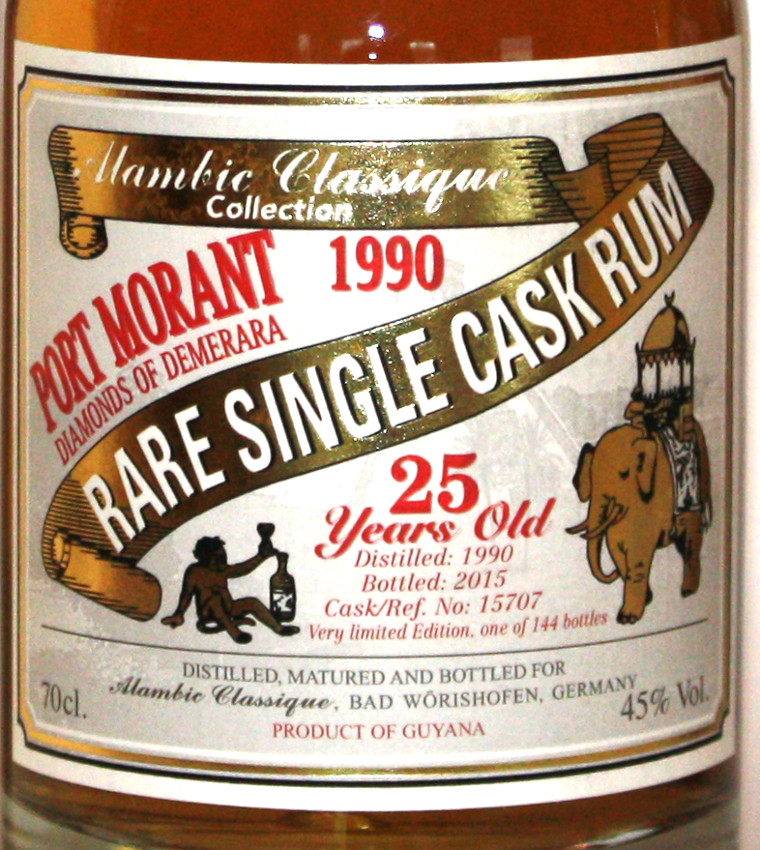 Alambic Classique
Collection
1990
PORT MORANT
DIAMONDS OF DEMERARA
RARE SINGLE CASK RUM
25
Years Old
Distilled: 1990
Bottled: 2015
Cask/Ref. No: 15707
Very limited Edition, one of 144 bottles
DISTILLED, MATURED AND BOTTLED FOR
Alambic Classique, BAD WÖRISHOFEN, GERMANY
70cl.
45% Vol.
PRODUCT OF GUYANA